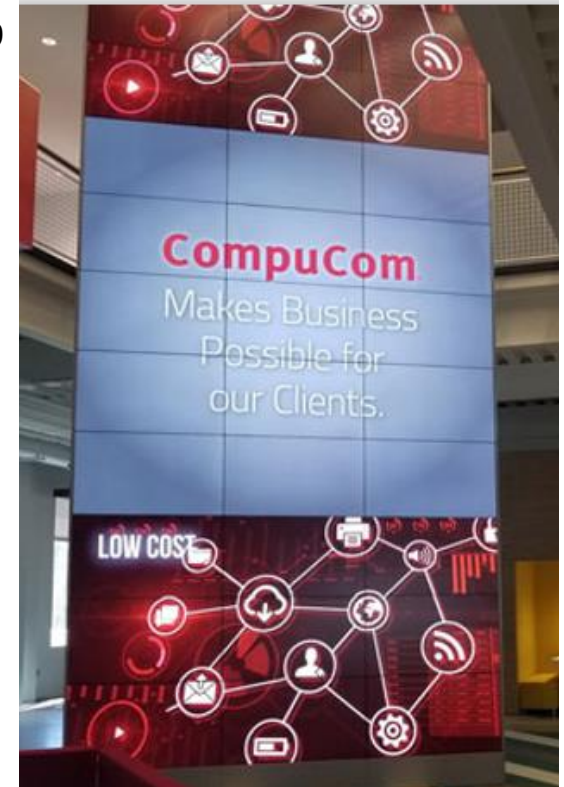 CompuCom
Makes Business
Possible for
our Clients.
LOW COST